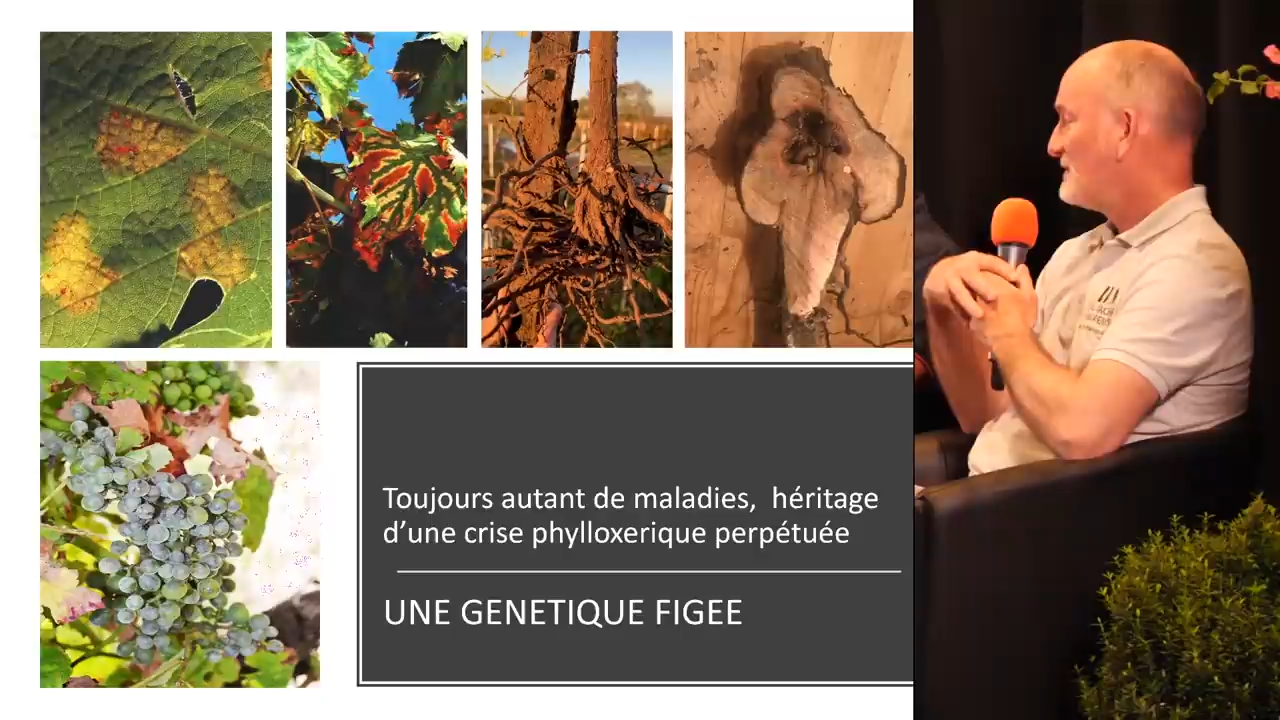 Toujours autant de maladies,  héritage
d’une crise phylloxerique perpétuée
UNE GENETIQUE FIGEE